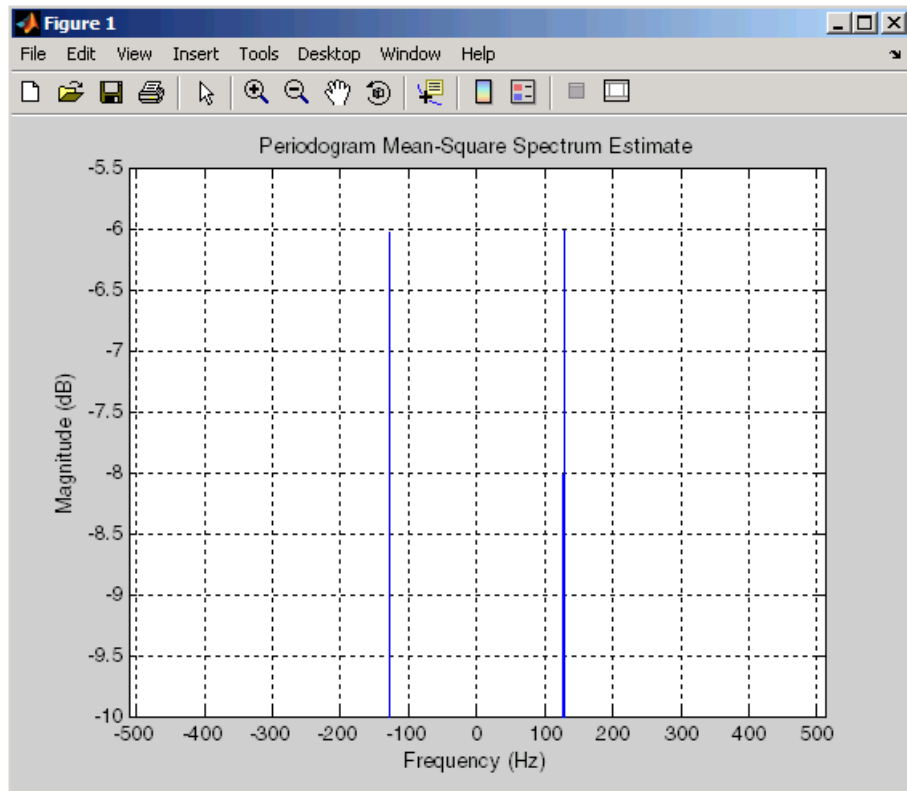 Figure 1
File Edit View Insert Tools Desktop Window Help
Periodogram Mean-Square Spectrum Estimate
-5.5
-6
-6.5
-7
-7.5
-8
-8.5
-9
-9.5
-10
Magnitude (dB)
-500 -400 -300 -200 -100 0 100 200 300 400 500
Frequency (Hz)